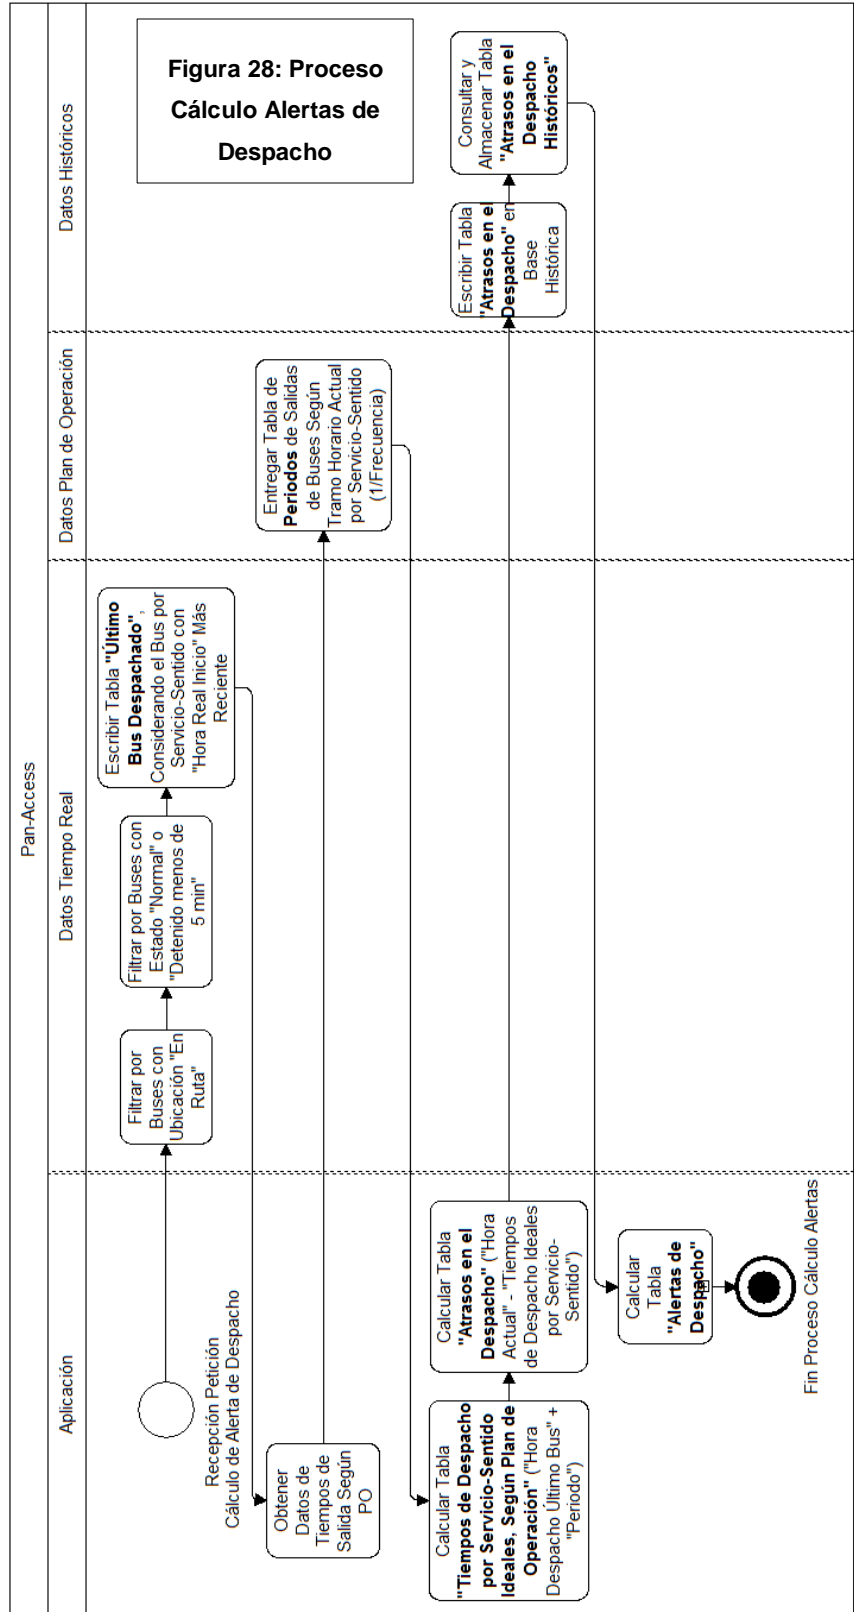 Figura 28: Proceso
Cálculo Alertas de
Despacho
Pan-Access
Aplicación
Datos Tiempo Real
Datos Plan de Operación
Datos Históricos
Recepción Petición
Cálculo de Alerta de Despacho
Filtrar por
Buses con
Ubicación "En
Ruta"
Filtrar por Buses con
Estado "Normal" o
"Detenido menos de
5 min"
Escribir Tabla "Último
Bus Despachado",
Considerando el Bus por
Servicio-Sentido con
"Hora Real Inicio" Más
Reciente
Obtener
Datos de
Tiempos de
Salida Según
PO
Entregar Tabla de
Periodos de Salidas
de Buses Según
Tramo Horario Actual
por Servicio-Sentido
(1/Frecuencia)
Calcular Tabla
"Tiempos de Despacho
por Servicio-Sentido
Ideales, Según Plan de
Operación" ("Hora
Despacho Último Bus" +
"Periodo")
Calcular Tabla
"Atrasos en el
Despacho" ("Hora
Actual" - "Tiempos
de Despacho Ideales
por Servicio-
Sentido")
Escribir Tabla
"Atrasos en el
Despacho" en
Base
Histórica
Consultar y
Almacenar Tabla
"Atrasos en el
Despacho
Históricos"
Calcular
Tabla
"Alertas de
Despacho"
Fin Proceso Cálculo Alertas